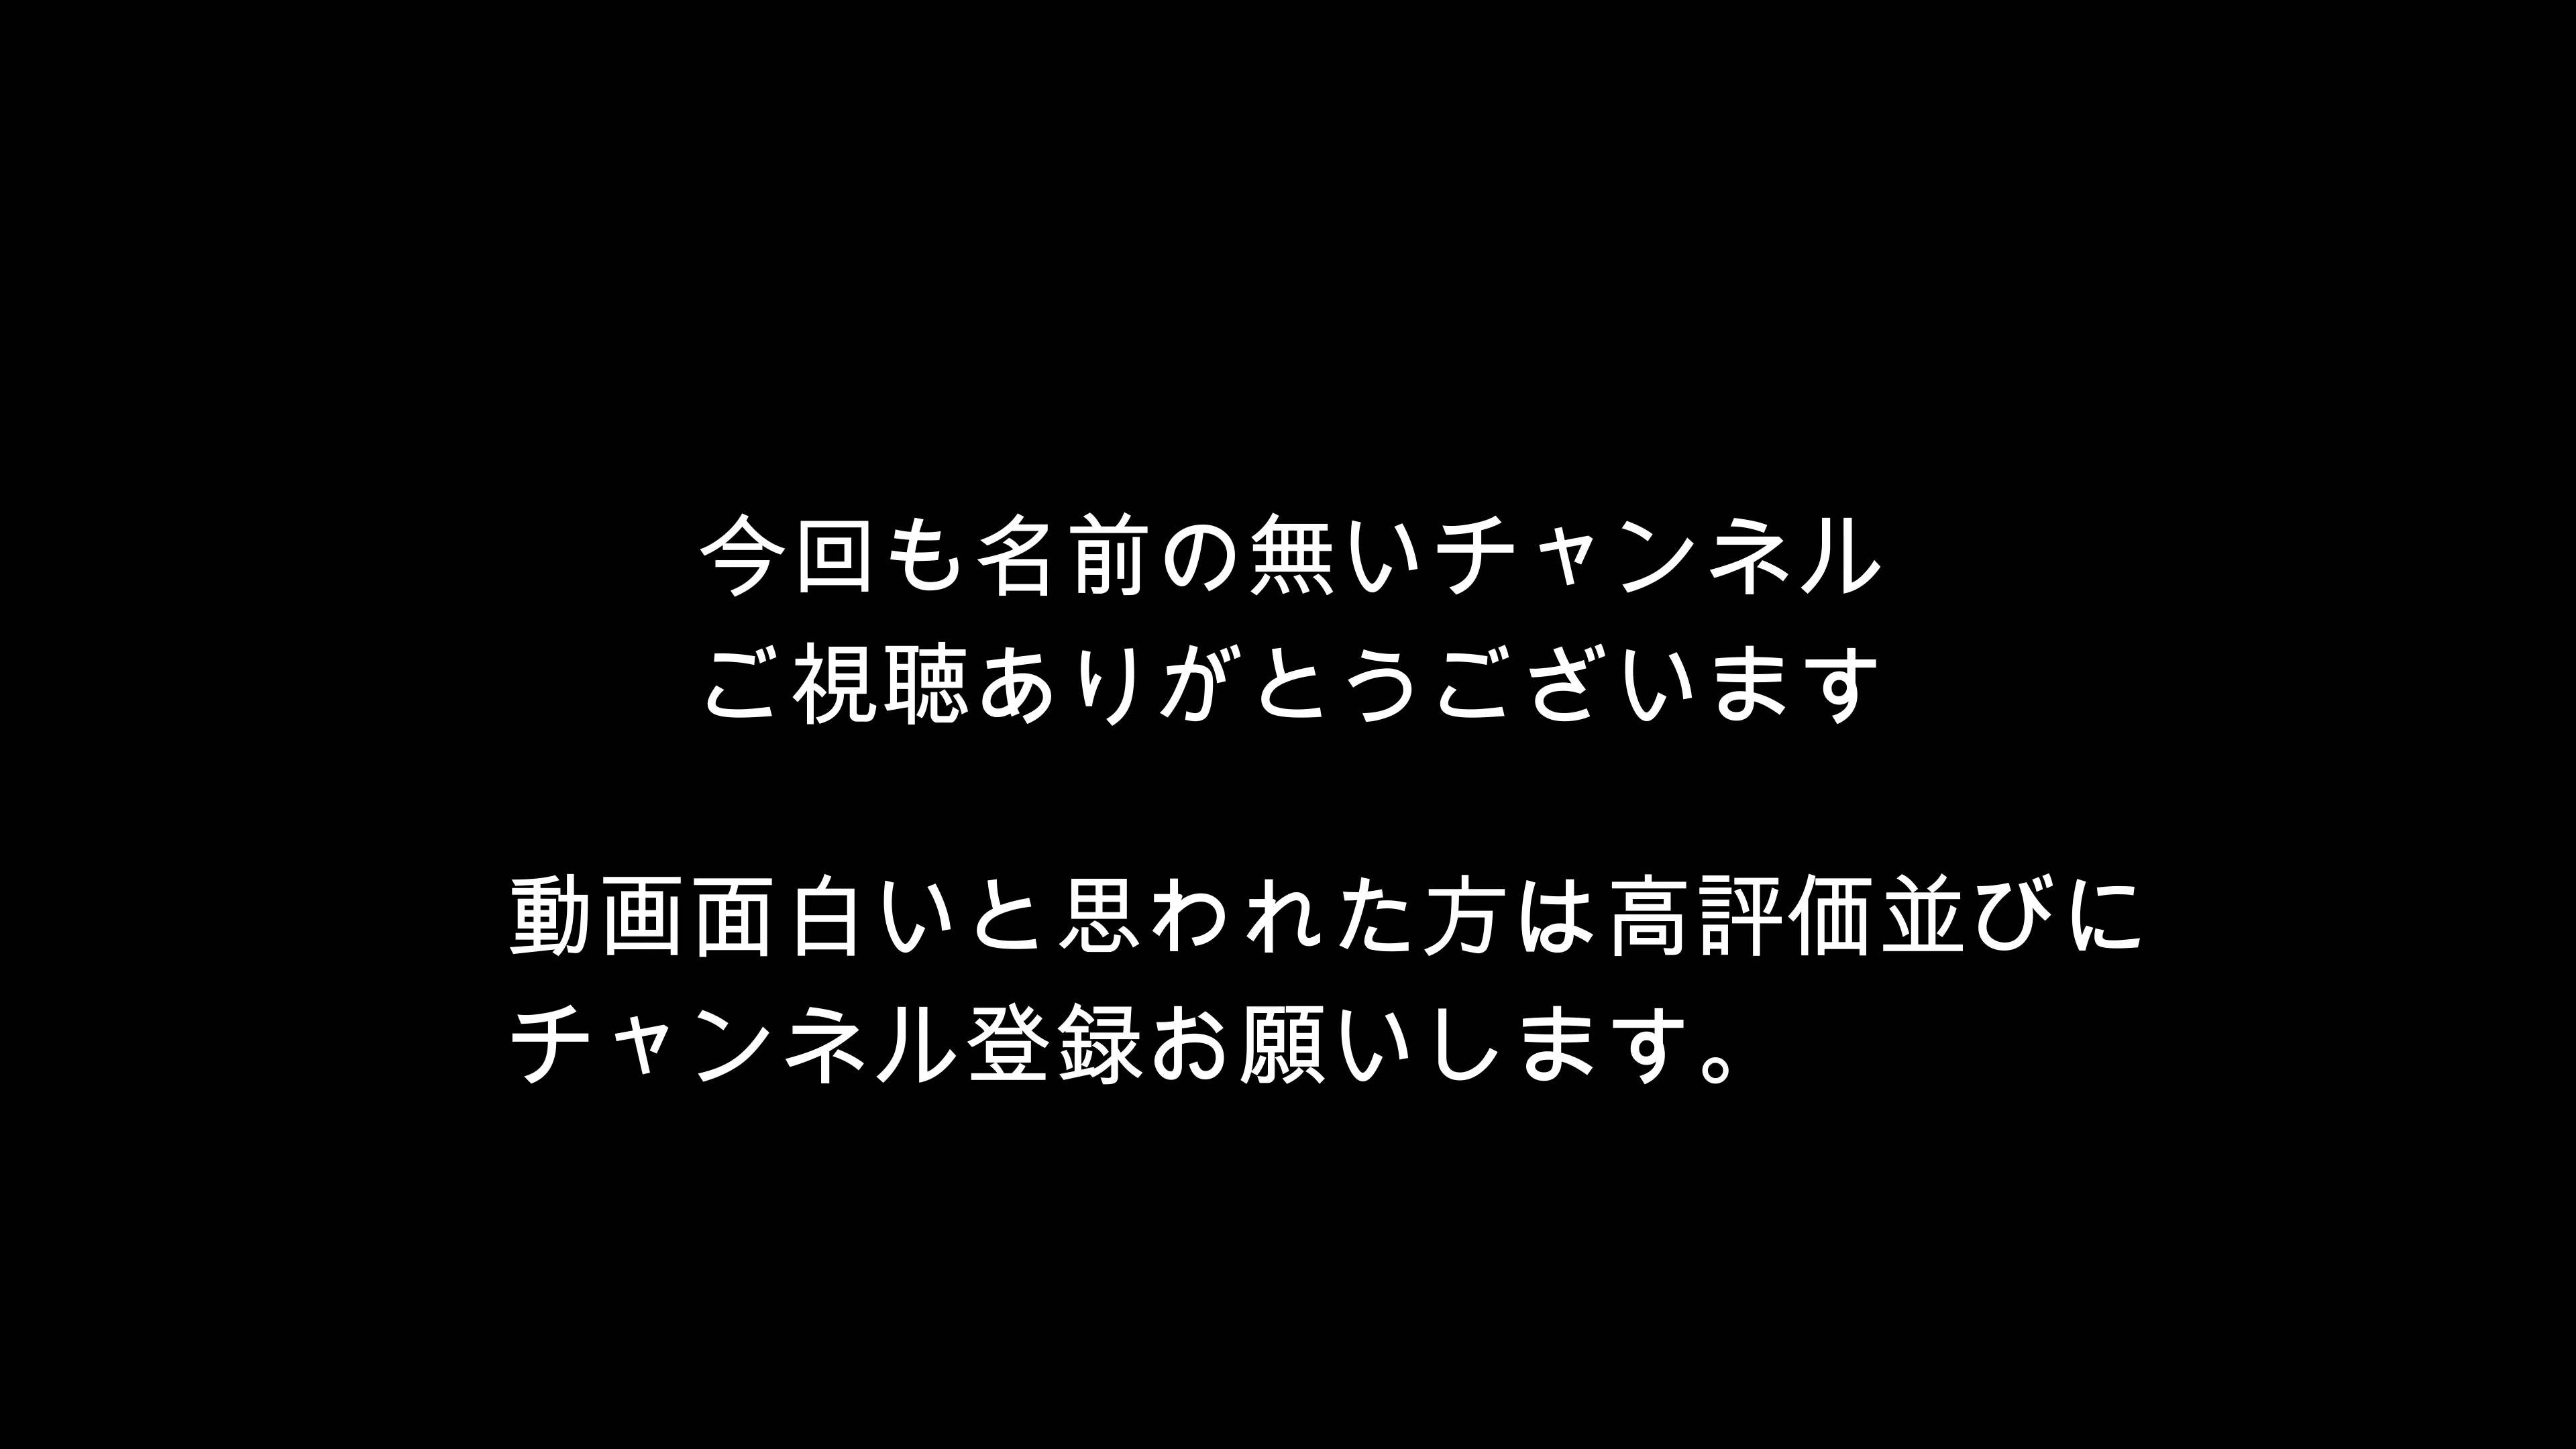 今回も名前の無いチャンネル
ご視聴ありがとうございます
動画面白いと思われた方は高評価並びに
チャンネル登録お願いします。